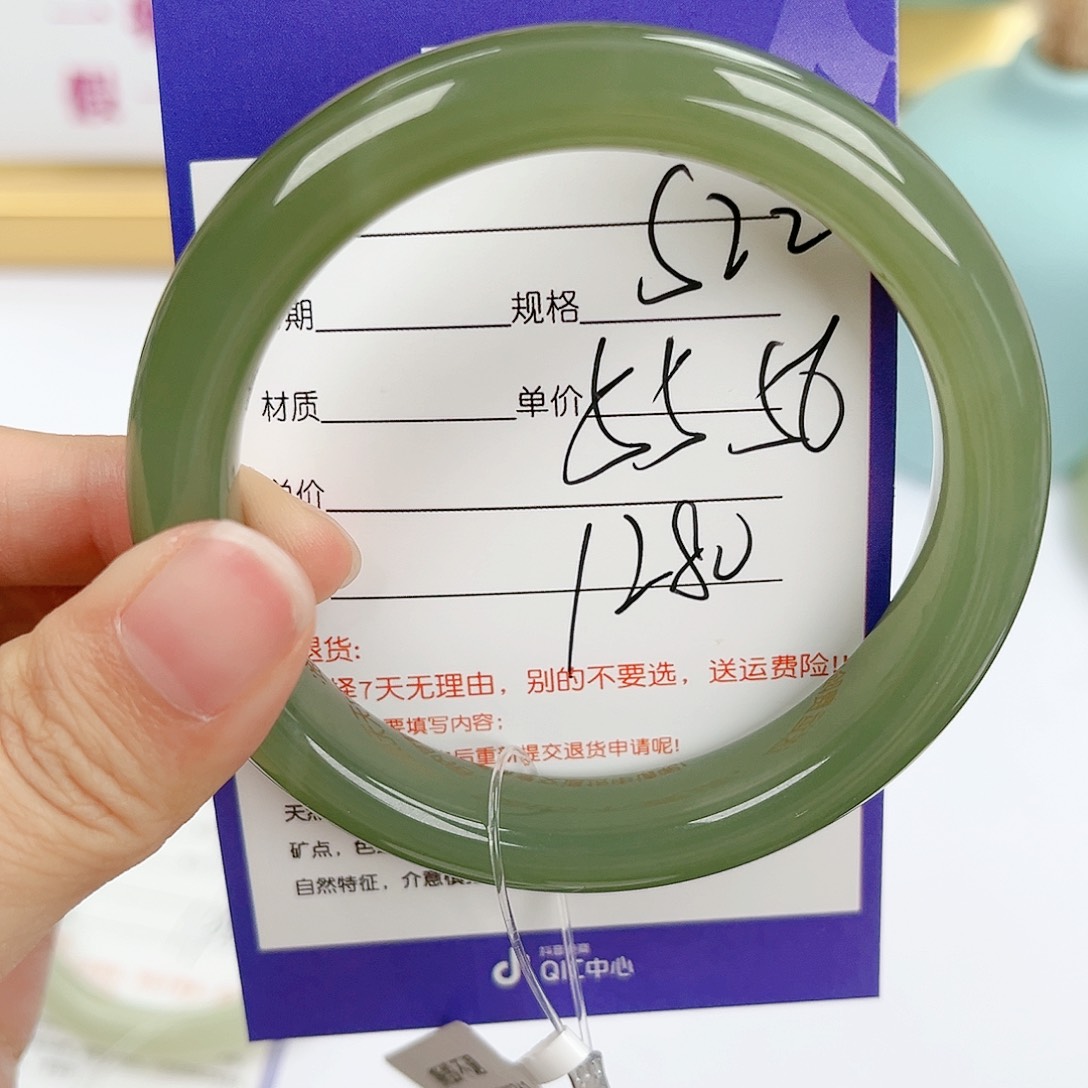 522
期 规格
材质 单价 55.56
单价
1280
退货:
择7天无理由，别的不要选，送运费险!!
要填写内容；
后重新提交退货申请呢!
天然
矿点，色
自然特征，介意慎
QIC中心